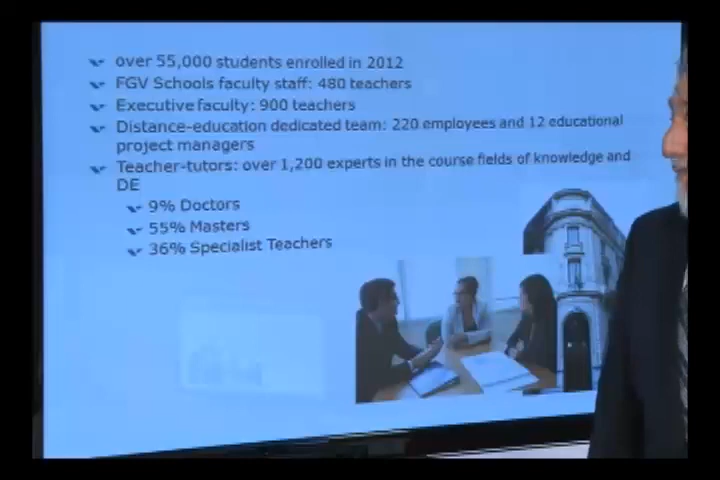 over 55,000 students enrolled in 2012
FGV Schools faculty staff: 480 teachers
Executive faculty: 900 teachers
Distance-education dedicated team: 220 employees and 12 educational
project managers
Teacher-tutors: over 1,200 experts in the course fields of knowledge and
DE
9% Doctors
55% Masters
36% Specialist Teachers